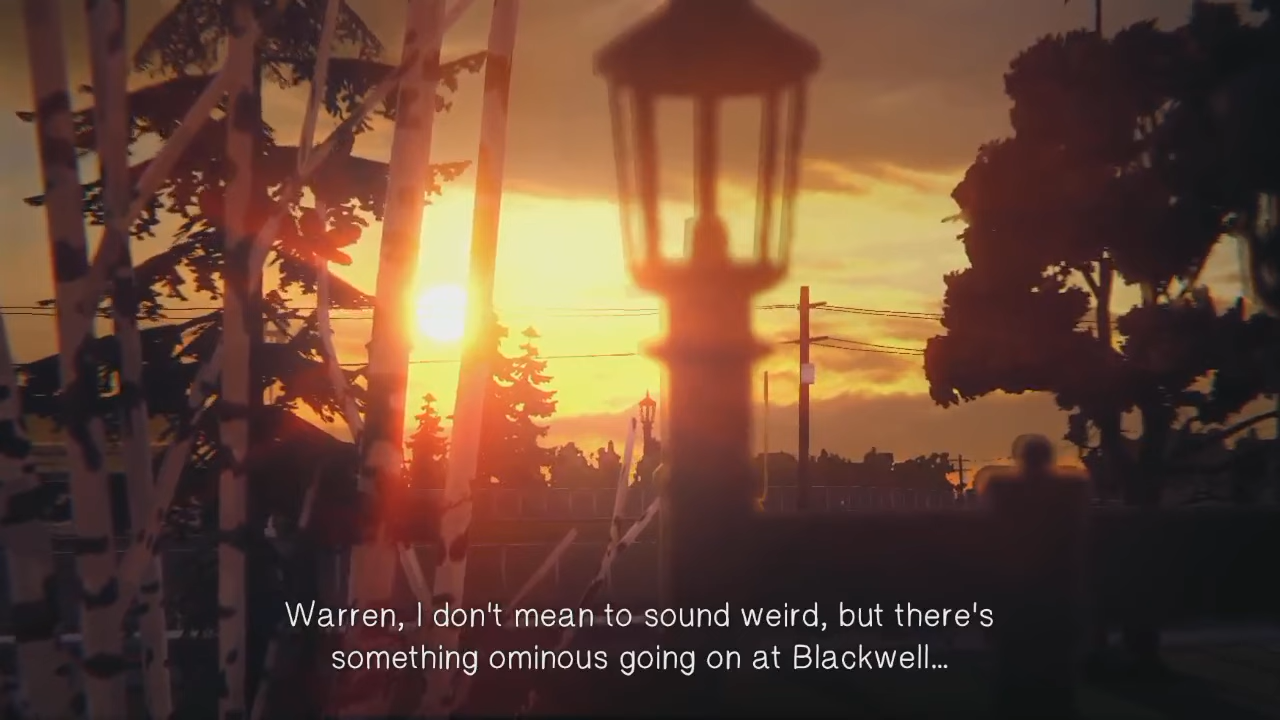 Warren, I don't mean to sound weird, but there's
something ominous going on at Blackwell...